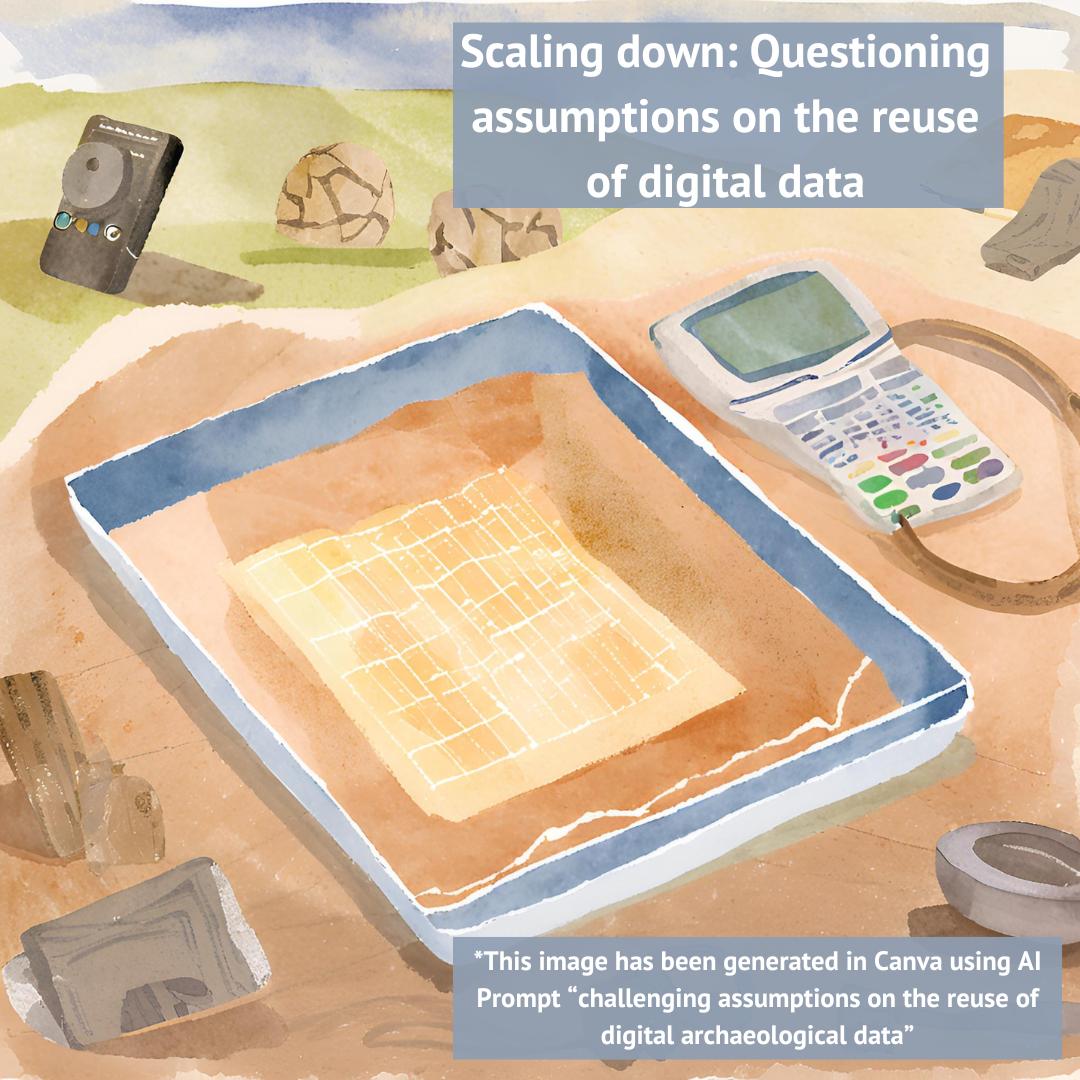 Scaling down: Questioning
assumptions on the reuse
of digital data
*This image has been generated in Canva using AI
Prompt “challenging assumptions on the reuse of
digital archaeological data”